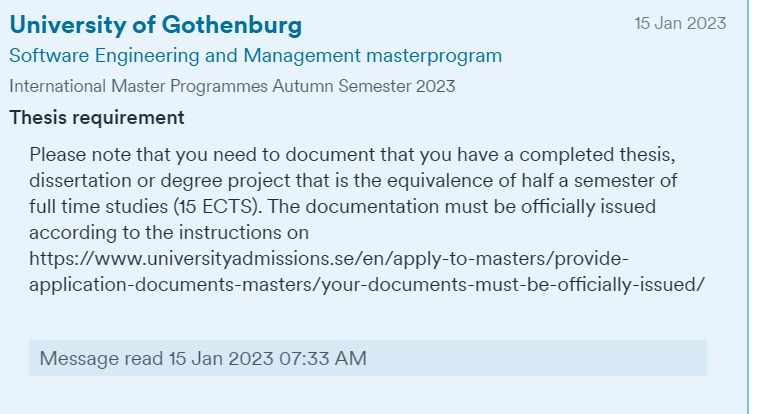 University of Gothenburg
15 Jan 2023
Software Engineering and Management masterprogram
International Master Programmes Autumn Semester 2023
Thesis requirement
Please note that you need to document that you have a completed thesis,
dissertation or degree project that is the equivalence of half a semester of
full time studies (15 ECTS). The documentation must be officially issued
according to the instructions on
https://www.universityadmissions.se/en/apply-to-masters/provide-
application-documents-masters/your-documents-must-be-officially-issued/
Message read 15 Jan 2023 07:33 AM